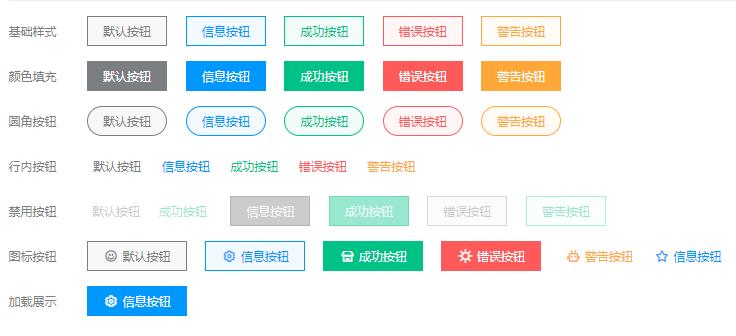 基础样式 默认按钮 信息按钮 成功按钮 错误按钮 警告按钮
颜色填充 默认按钮 信息按钮 成功按钮 错误按钮 警告按钮
圆角按钮 默认按钮 信息按钮 成功按钮 错误按钮 警告按钮
行内按钮 默认按钮 信息按钮 成功按钮 错误按钮 警告按钮
禁用按钮 默认按钮 成功按钮 信息按钮 成功按钮 错误按钮 警告按钮
图标按钮 默认按钮 信息按钮 成功按钮 错误按钮 警告按钮 信息按钮
加载展示 信息按钮